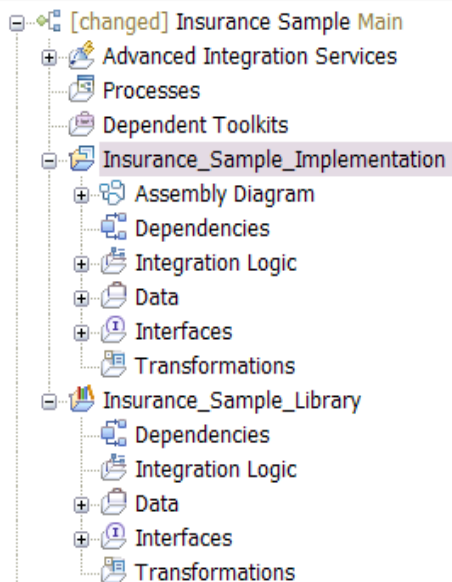 [changed] Insurance Sample Main
Advanced Integration Services
Processes
Dependent Toolkits
Insurance_Sample_Implementation
Assembly Diagram
Dependencies
Integration Logic
Data
Interfaces
Transformations
Insurance_Sample_Library
Dependencies
Integration Logic
Data
Interfaces
Transformations